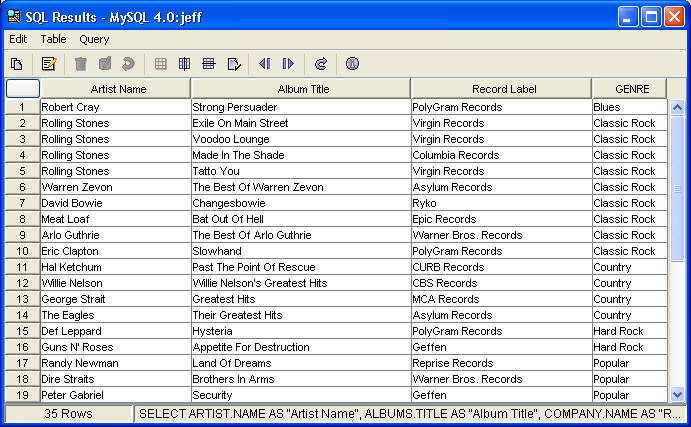 SQL Results - MySQL 4.0: jeff
Edit Table Query
Artist Name Album Title Record Label GENRE
1 Robert Cray Strong Persuader PolyGram Records Blues
2 Rolling Stones Exile On Main Street Virgin Records Classic Rock
3 Rolling Stones Voodoo Lounge Virgin Records Classic Rock
4 Rolling Stones Made In The Shade Columbia Records Classic Rock
5 Rolling Stones Tatto You Virgin Records Classic Rock
6 Warren Zevon The Best Of Warren Zevon Asylum Records Classic Rock
7 David Bowie Changesbowie Ryko Classic Rock
8 Meat Loaf Bat Out Of Hell Epic Records Classic Rock
9 Arlo Guthrie The Best Of Arlo Guthrie Warner Bros. Records Classic Rock
10 Eric Clapton Slowhand PolyGram Records Classic Rock
11 Hal Ketchum Past The Point Of Rescue CURB Records Country
12 Willie Nelson Willie Nelson's Greatest Hits CBS Records Country
13 George Strait Greatest Hits MCA Records Country
14 The Eagles Their Greatest Hits Asylum Records Country
15 Def Leppard Hysteria PolyGram Records Hard Rock
16 Guns N' Roses Appetite For Destruction Geffen Hard Rock
17 Randy Newman Land Of Dreams Reprise Records Popular
18 Dire Straits Brothers In Arms Warner Bros. Records Popular
19 Peter Gabriel Security Geffen Popular
35 Rows SELECT ARTIST.NAME AS "Artist Name", ALBUMS.TITLE AS "Album Title", COMPANY.NAME AS "R...